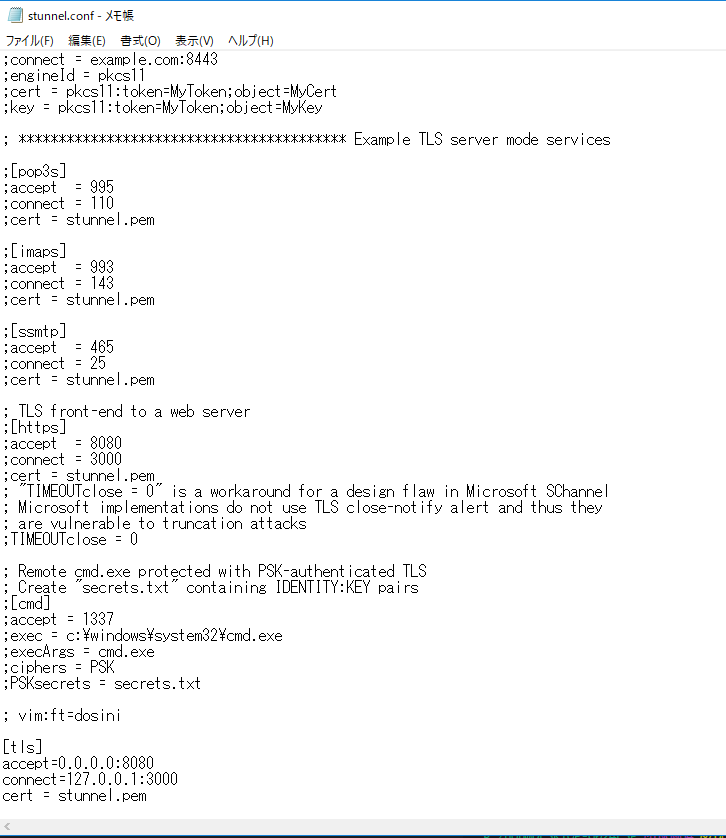 stunnel.conf - メモ帳
ファイル(F) 編集(E) 書式(O) 表示(V) ヘルプ(H)
;connect = example.com:8443
;engineId = pkcs11
;cert = pkcs11:token=MyToken;object=MyCert
;key = pkcs11:token=MyToken;object=MyKey
; ***************************************** Example TLS server mode services
;[pop3s]
;accept  = 995
;connect = 110
;cert = stunnel.pem
;[imaps]
;accept  = 993
;connect = 143
;cert = stunnel.pem
;[ssmtp]
;accept  = 465
;connect = 25
;cert = stunnel.pem
; TLS front-end to a web server
;[https]
;accept  = 8080
;connect = 3000
;cert = stunnel.pem
; "TIMEOUTclose = 0" is a workaround for a design flaw in Microsoft SChannel
; Microsoft implementations do not use TLS close-notify alert and thus they
; are vulnerable to truncation attacks
;TIMEOUTclose = 0
; Remote cmd.exe protected with PSK-authenticated TLS
; Create "secrets.txt" containing IDENTITY:KEY pairs
;[cmd]
;accept = 1337
;exec = c:¥windows¥system32¥cmd.exe
;execArgs = cmd.exe
;ciphers = PSK
;PSKsecrets = secrets.txt
; vim:ft=dosini
[tls]
accept=0.0.0.0:8080
connect=127.0.0.1:3000
cert = stunnel.pem